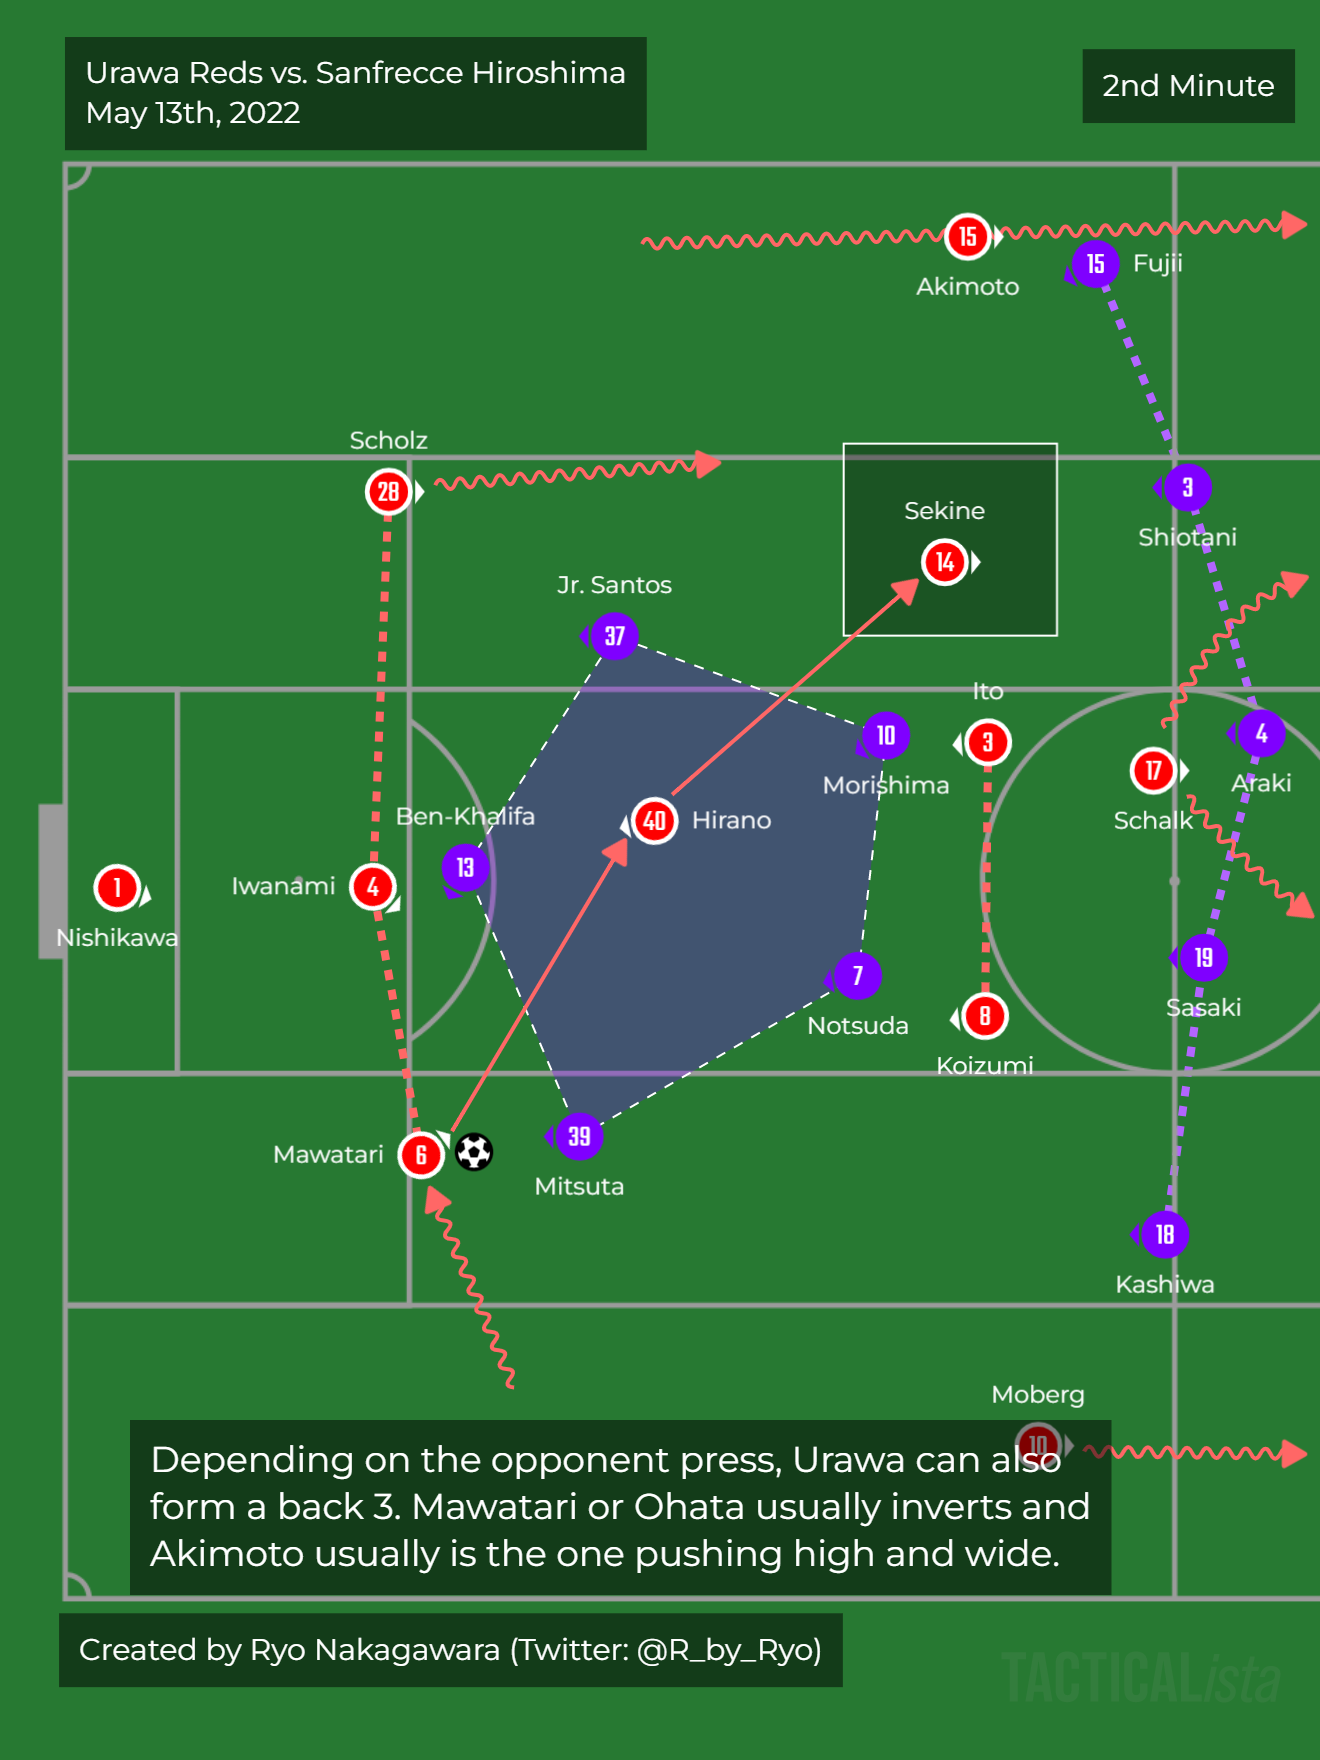 Urawa Reds vs. Sanfrecce Hiroshima
May 13th, 2022
2nd Minute
15
Akimoto
15
Fujii
Scholz
28
3
Shiotani
Sekine
14
Jr. Santos
37
Ito
10
3
4
Morishima
17
Araki
Schalk
Ben-Khalifa
40
Hirano
13
1
Iwanami
4
Nishikawa
7
19
Notsuda
Sasaki
8
Koizumi
Mawatari
6
39
Mitsuta
18
Kashiwa
Moberg
10
Depending on the opponent press, Urawa can also
form a back 3. Mawatari or Ohata usually inverts and
Akimoto usually is the one pushing high and wide.
Created by Ryo Nakagawara (Twitter: @R_by_Ryo)
TACTICALista